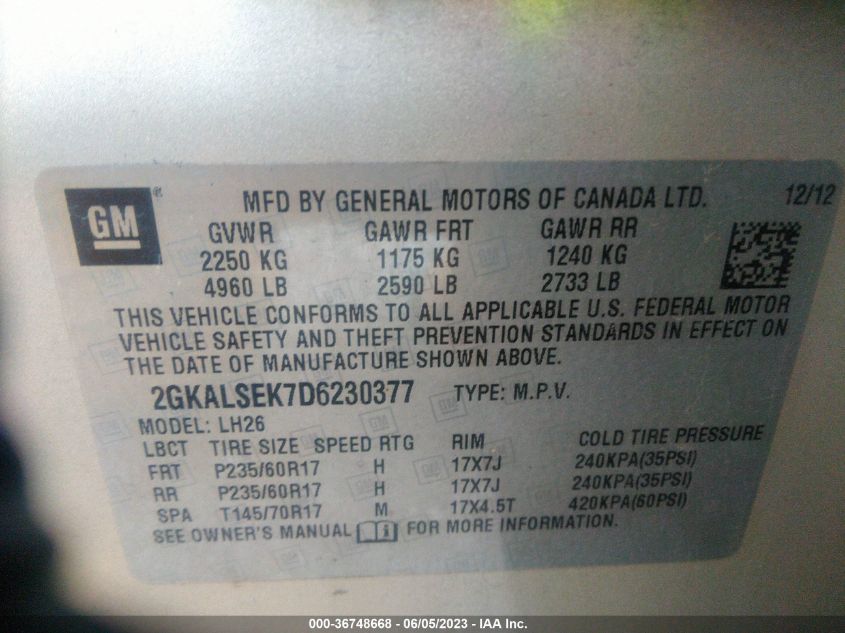 GM ®
MFD BY GENERAL MOTORS OF CANADA LTD. 12/12
GVWR GAWR FRT GAWR RR
2250 KG 1175 KG 1240 KG
4960 LB 2590 LB 2733 LB
THIS VEHICLE CONFORMS TO ALL APPLICABLE U.S. FEDERAL MOTOR
VEHICLE SAFETY AND THEFT PREVENTION STANDARDS IN EFFECT ON
THE DATE OF MANUFACTURE SHOWN ABOVE.
2GKALSEK7D6230377 TYPE: M.P.V.
MODEL: LH26
LBCT TIRE SIZE SPEED RTG RIM COLD TIRE PRESSURE
FRT P235/60R17 H 17X7J 240KPA(35PSI)
RR P235/60R17 H 17X7J 240KPA(35PSI)
SPA T145/70R17 M 17X4.5T 420KPA(60PSI)
SEE OWNER'S MANUAL i FOR MORE INFORMATION.
000-36748668 - 06/05/2023 - IAA Inc.